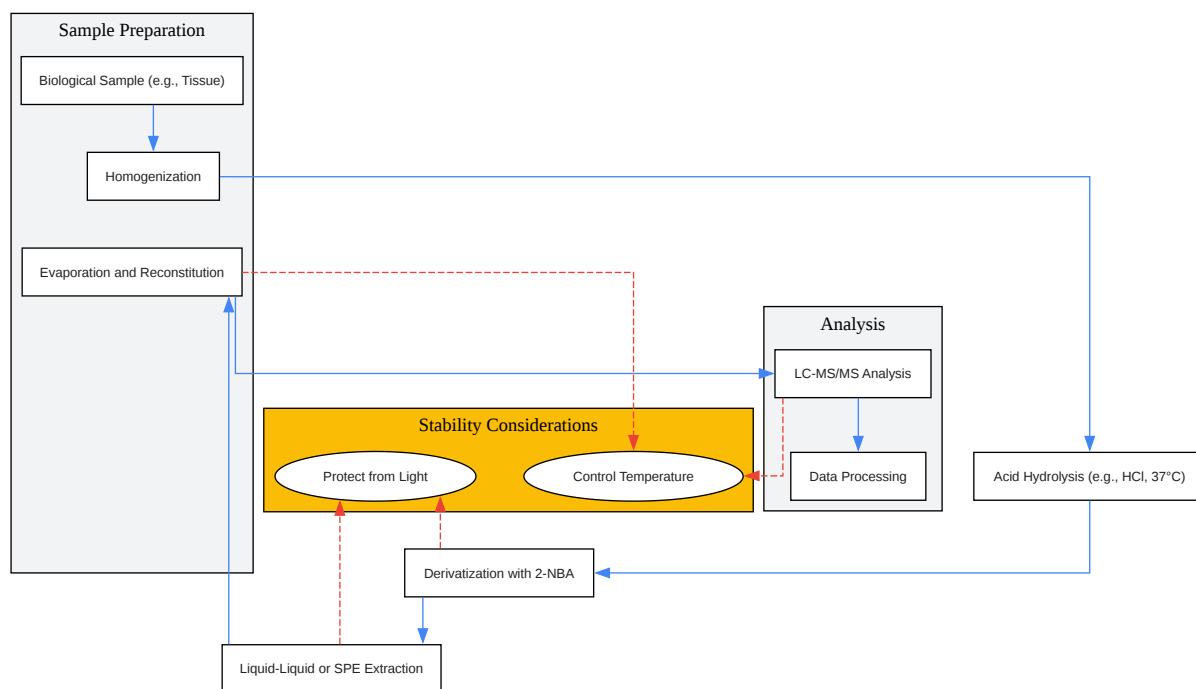 Sample Preparation
Biological Sample (e.g., Tissue)
Homogenization
Evaporation and Reconstitution
Analysis
LC-MS/MS Analysis
Stability Considerations
Protect from Light
Control Temperature
Data Processing
Acid Hydrolysis (e.g., HCl, 37°C)
Derivatization with 2-NBA
Liquid-Liquid or SPE Extraction